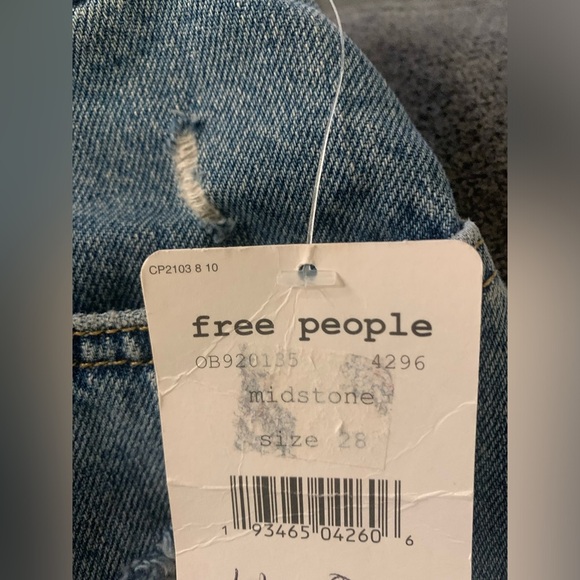 CP2103 8 10
free people
OB920135 4296
midstone
size 28
1 93465 04260 6